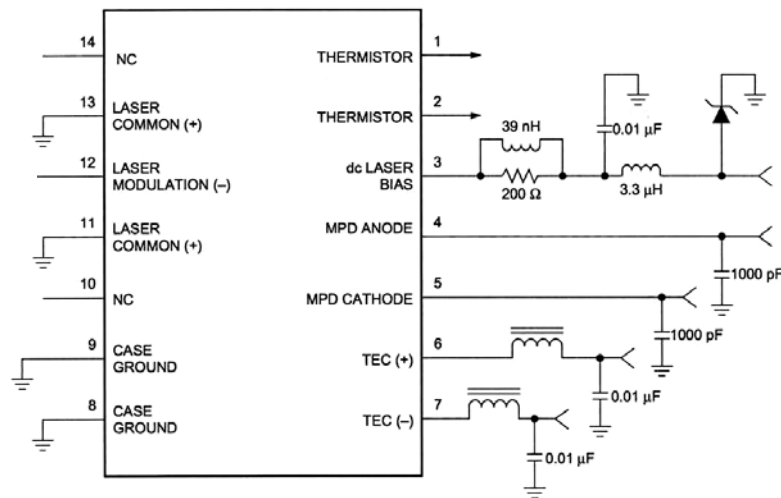 14
NC
THERMISTOR
1
13
LASER
COMMON (+)
THERMISTOR
2
39 nH
0.01 µF
12
LASER
MODULATION (–)
dc LASER
BIAS
3
200 Ω
3.3 µH
11
LASER
COMMON (+)
MPD ANODE
4
1000 pF
10
NC
MPD CATHODE
5
1000 pF
9
CASE
GROUND
TEC (+)
6
0.01 µF
8
CASE
GROUND
TEC (–)
7
0.01 µF